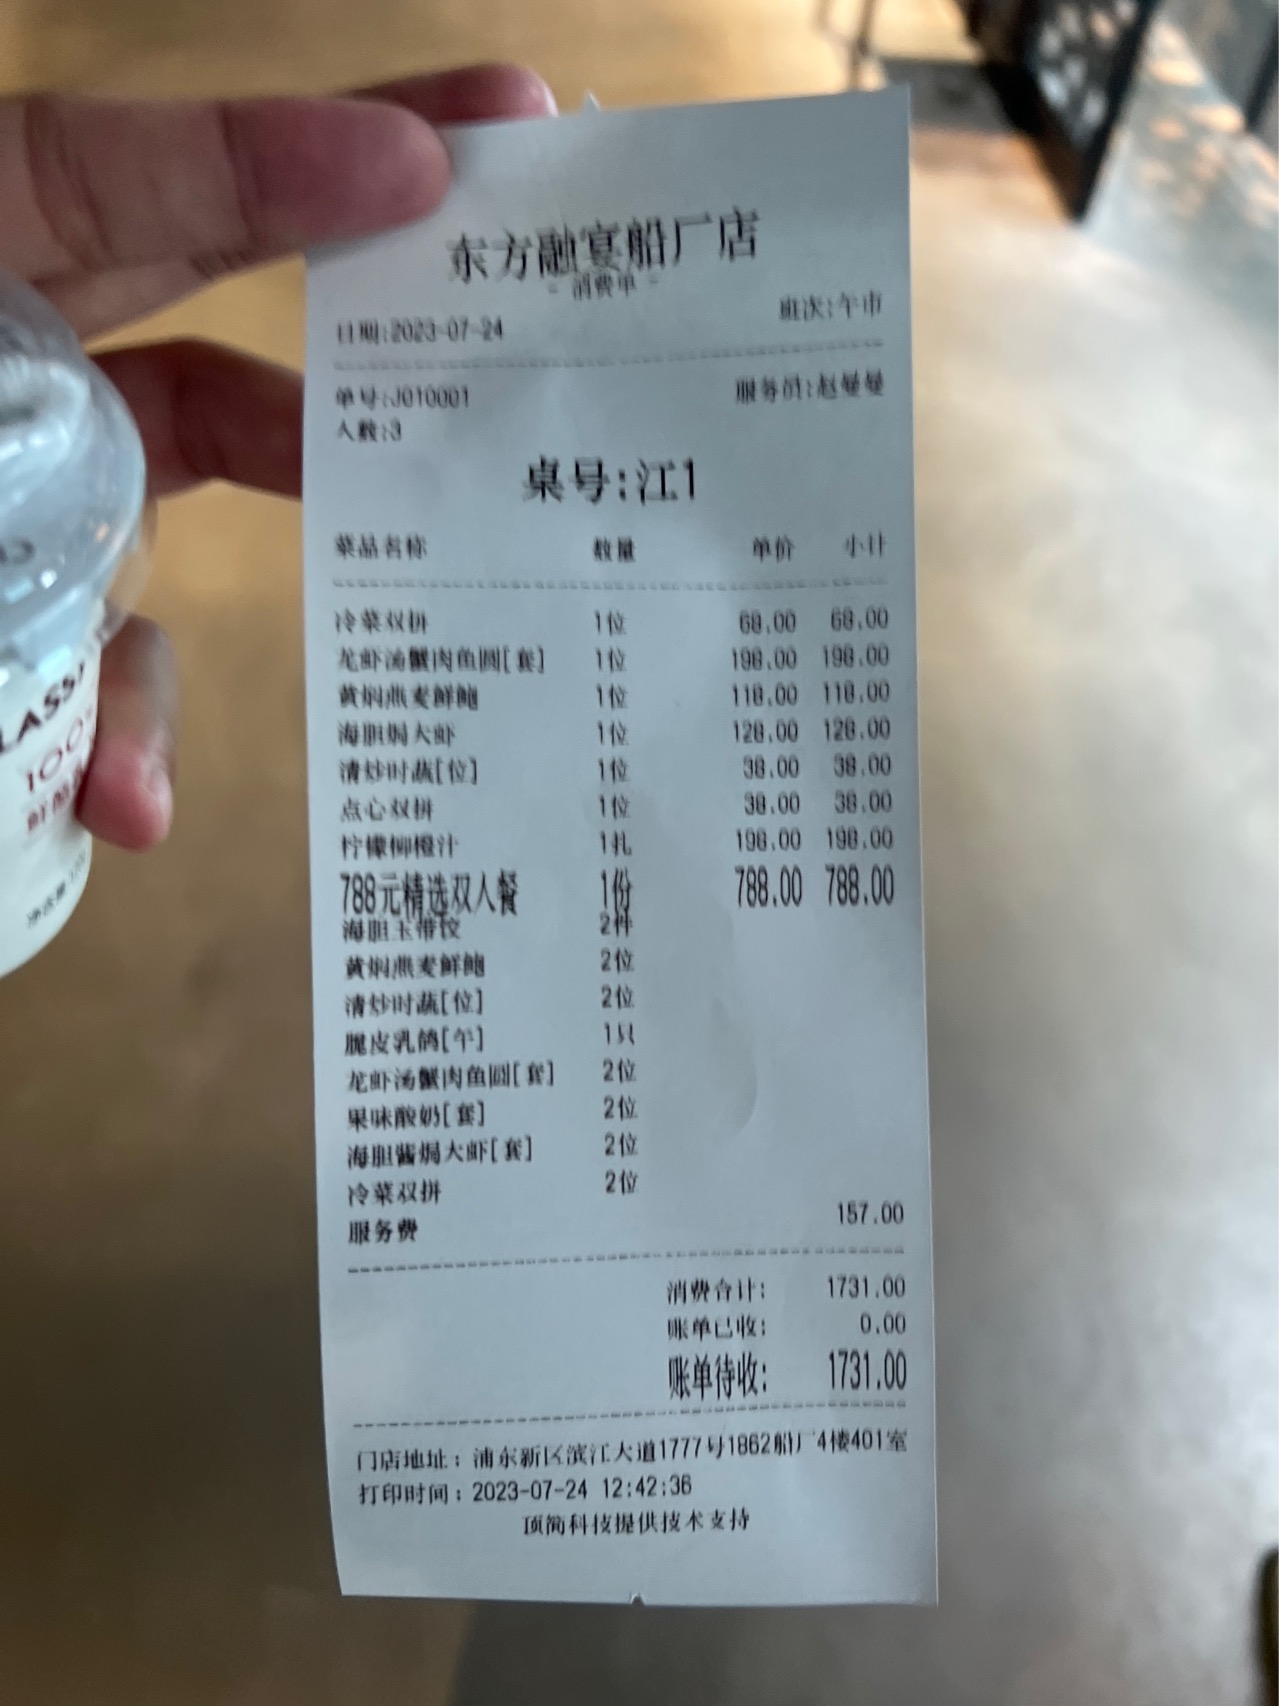 东方融宴船厂店
- 消费单 -
日期:2023-07-24 班次:午市
单号:J010001 服务员:赵曼曼
人数:3
桌号:江1
菜品名称 数量 单价 小计
冷菜双拼 1位 68.00 68.00
龙虾汤蟹肉鱼圆[套] 1位 198.00 198.00
黄焖燕麦鲜鲍 1位 118.00 118.00
海胆焗大虾 1位 128.00 128.00
清炒时蔬[位] 1位 38.00 38.00
点心双拼 1位 38.00 38.00
柠檬柳橙汁 1扎 198.00 198.00
788元精选双人餐 1份 788.00 788.00
海胆玉带饺 2件
黄焖燕麦鲜鲍 2位
清炒时蔬[位] 2位
脆皮乳鸽[午] 1只
龙虾汤蟹肉鱼圆[套] 2位
果味酸奶[套] 2位
海胆酱焗大虾[套] 2位
冷菜双拼 2位
服务费 157.00
消费合计: 1731.00
账单已收: 0.00
账单待收: 1731.00
门店地址：浦东新区滨江大道1777号1862船厂4楼401室
打印时间：2023-07-24 12:42:36
顶简科技提供技术支持
LASSI
100%